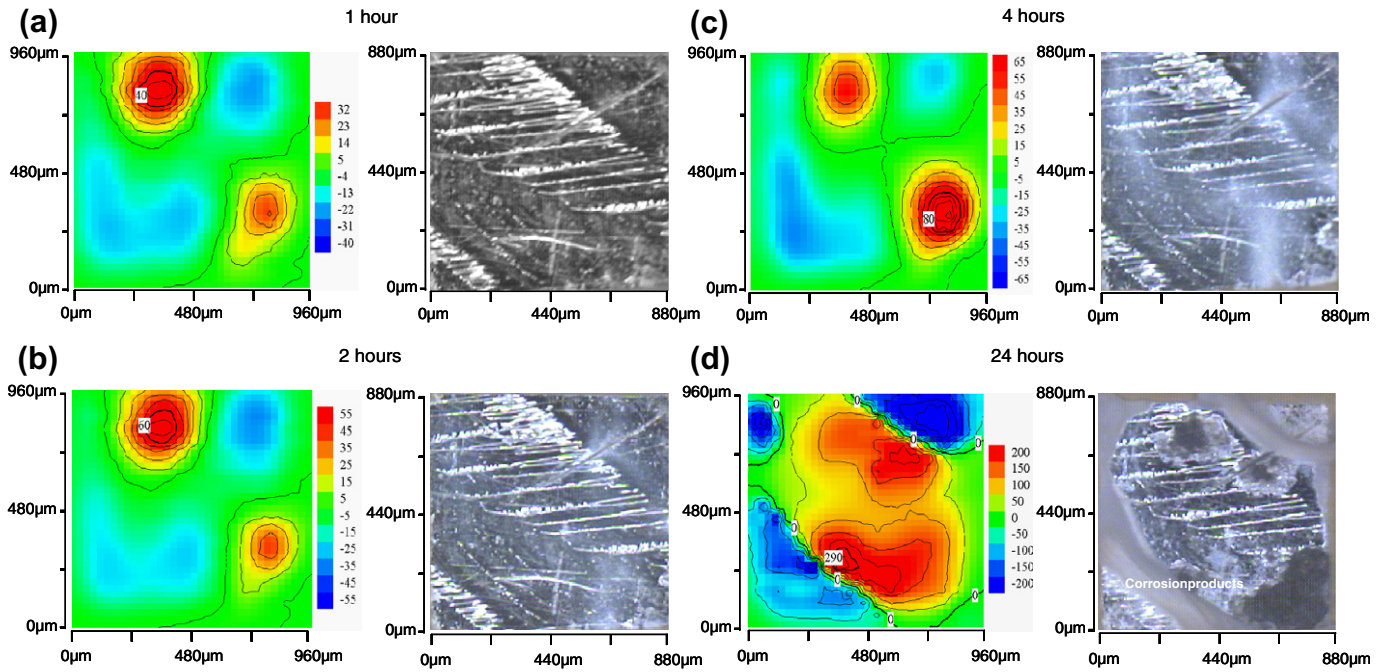 (a)
1 hour
960µm
480µm
0µm
0µm
480µm
960µm
40
32
23
14
5
-4
-13
-22
-31
-40
880µm
440µm
0µm
0µm
440µm
880µm
(c)
4 hours
960µm
480µm
0µm
0µm
480µm
960µm
80
65
55
45
35
25
15
5
-5
-15
-25
-35
-45
-55
-65
880µm
440µm
0µm
0µm
440µm
880µm
(b)
2 hours
960µm
480µm
0µm
0µm
480µm
960µm
60
55
45
35
25
15
5
-5
-15
-25
-35
-45
-55
880µm
440µm
0µm
0µm
440µm
880µm
(d)
24 hours
960µm
480µm
0µm
0µm
480µm
960µm
0
0
0
0
0
0
290
0
0
0
200
150
100
50
0
-50
-100
-150
-200
880µm
440µm
0µm
0µm
440µm
880µm
Corrosionproducts